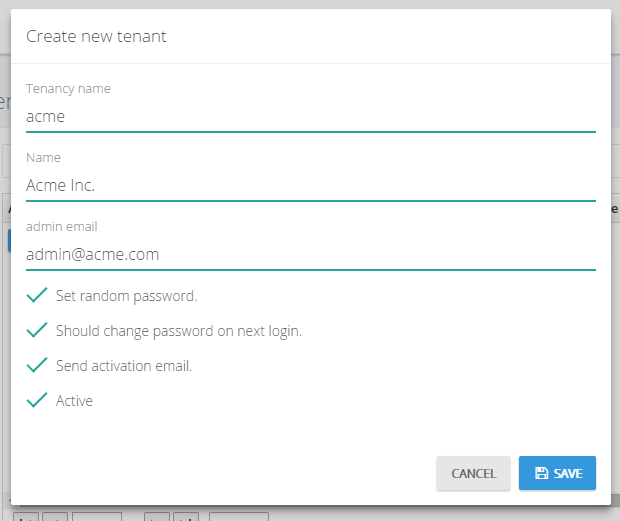 Create new tenant
Tenancy name
acme
Name
Acme Inc.
admin email
admin@acme.com
Set random password.
Should change password on next login.
Send activation email.
Active
CANCEL SAVE